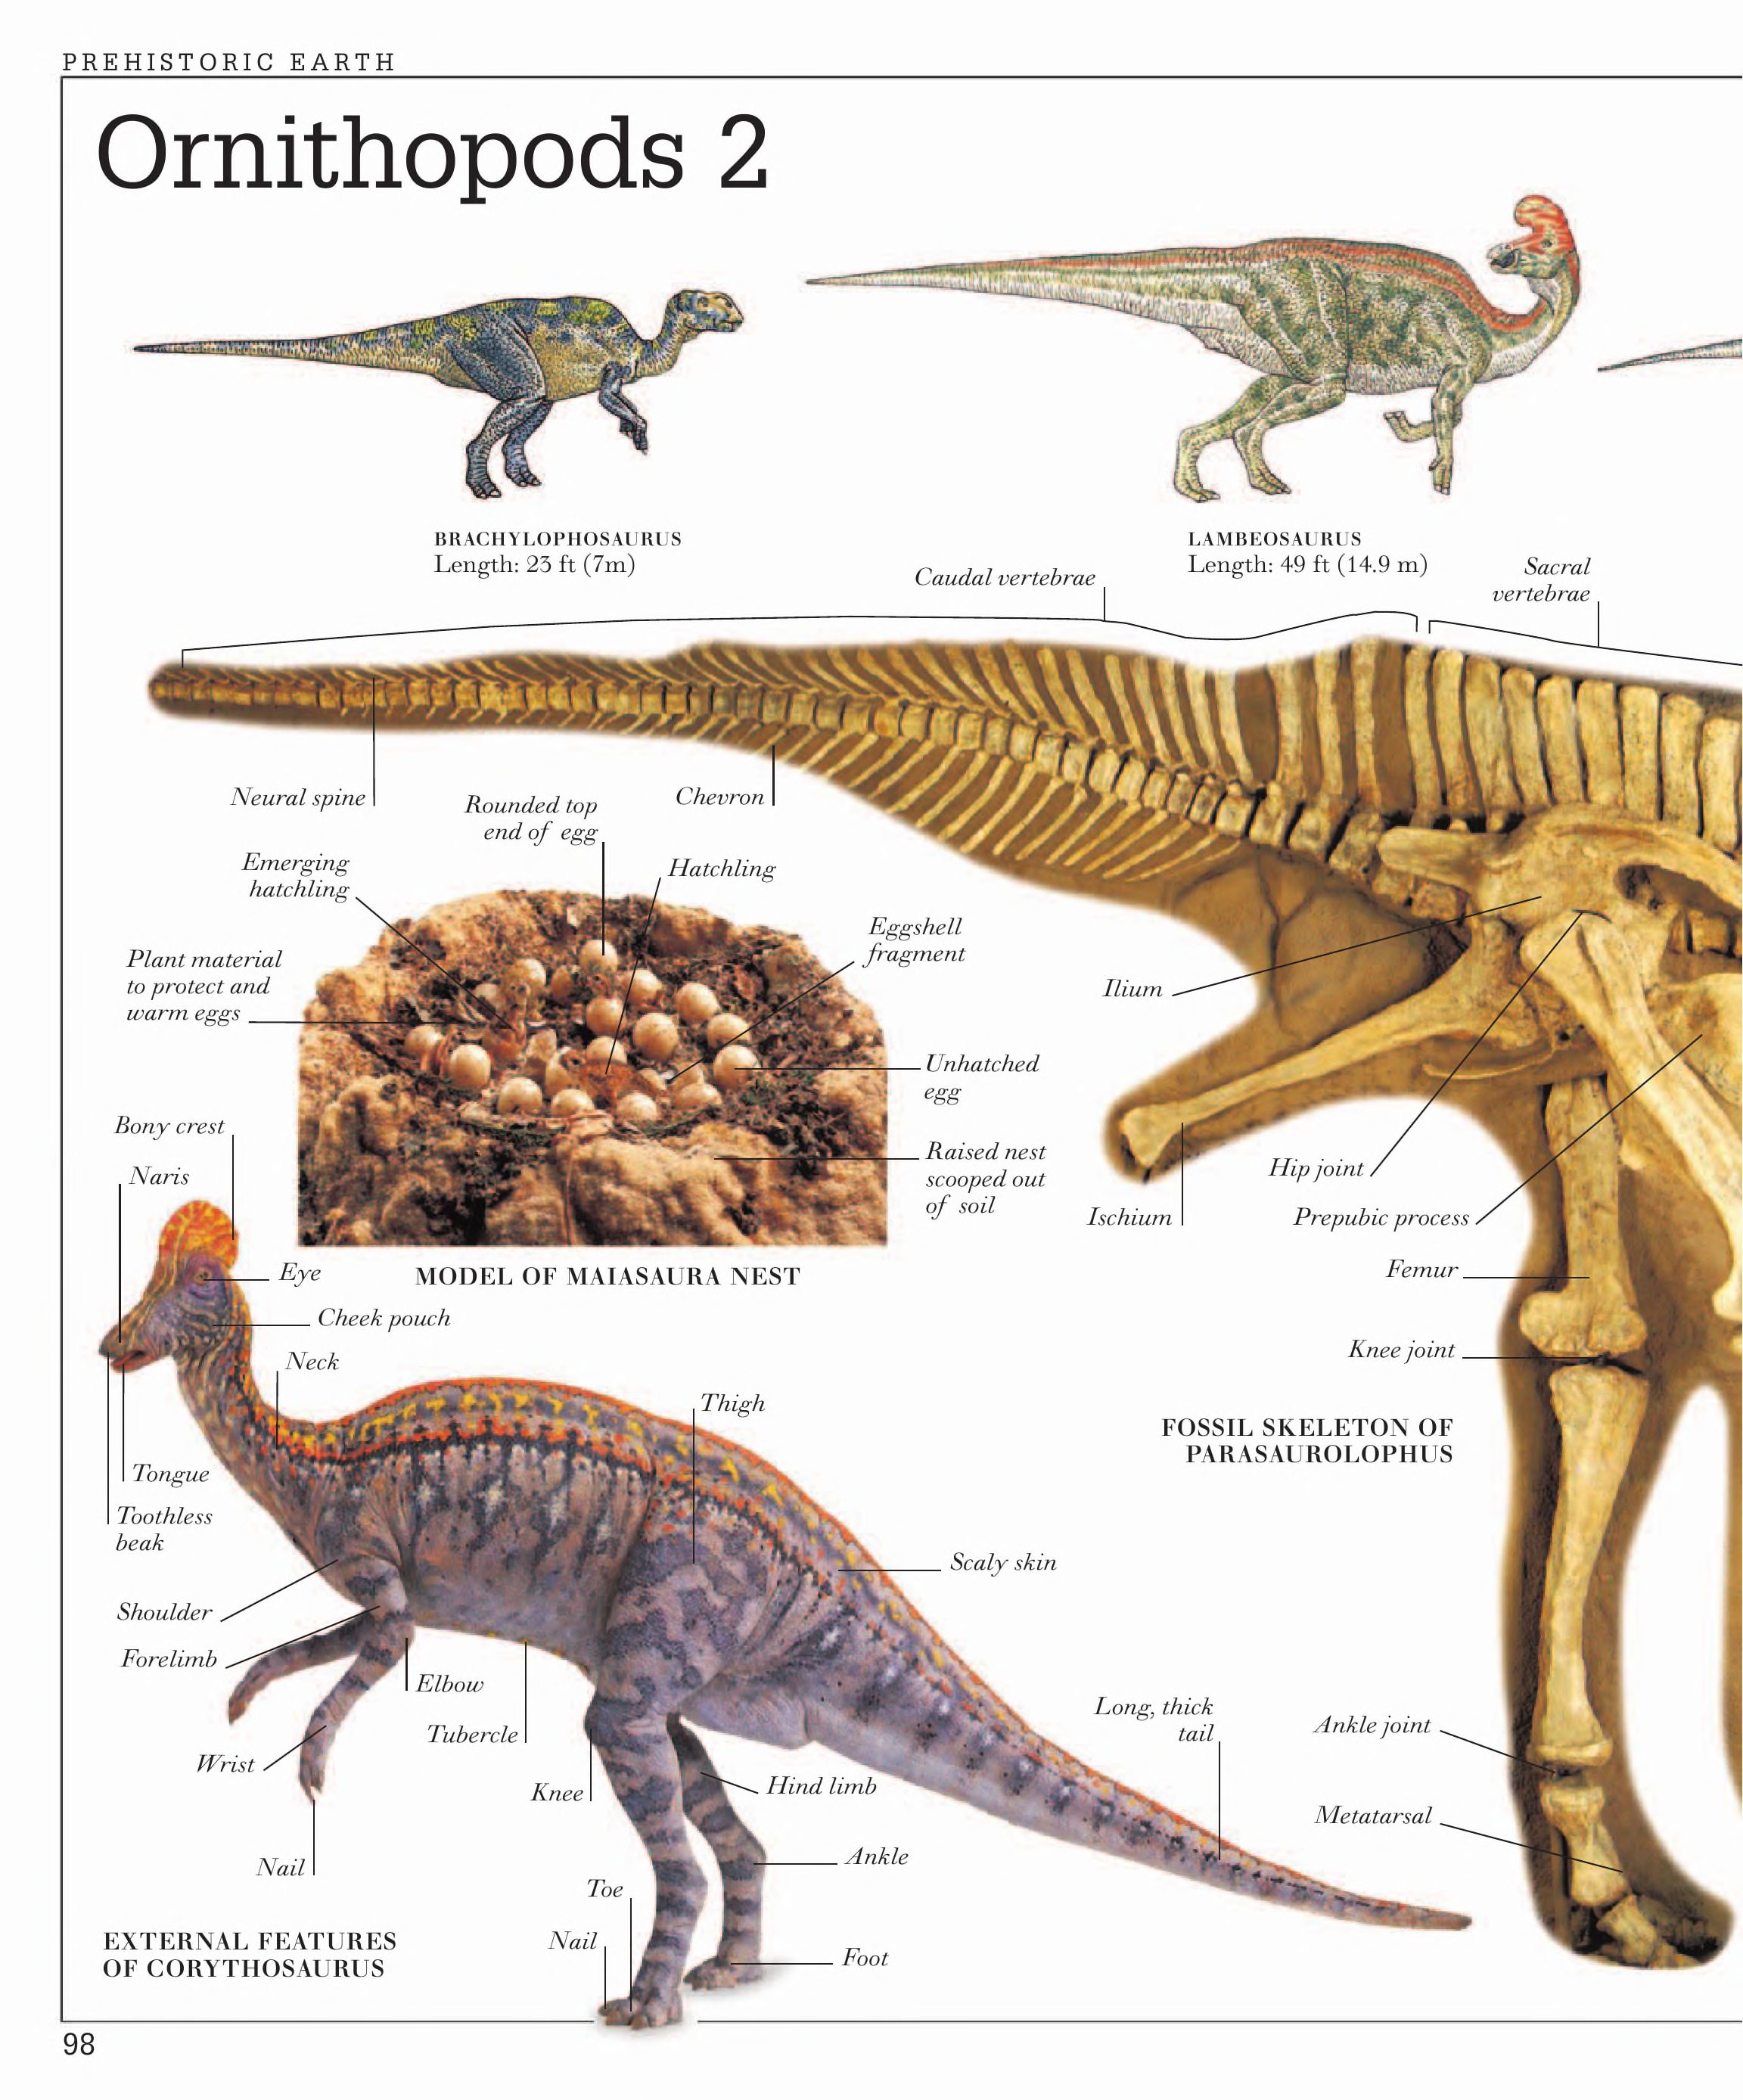 PREHISTORIC EARTH
Ornithopods 2
BRACHYLOPHOSAURUS
Length: 23 ft (7m)
LAMBEOSAURUS
Length: 49 ft (14.9 m)
Caudal vertebrae
Sacral
vertebrae
Neural spine
Chevron
Rounded top
end of egg
Emerging
hatchling
Hatchling
Plant material
to protect and
warm eggs
Eggshell
fragment
Unhatched
egg
Raised nest
scooped out
of soil
MODEL OF MAIASAURA NEST
Ilium
Ischium
Hip joint
Prepubic process
Femur
Knee joint
FOSSIL SKELETON OF
PARASAUROLOPHUS
Ankle joint
Metatarsal
Bony crest
Naris
Eye
Cheek pouch
Neck
Thigh
Tongue
Toothless
beak
Scaly skin
Shoulder
Forelimb
Elbow
Tubercle
Wrist
Knee
Hind limb
Long, thick
tail
Nail
Ankle
Toe
Nail
Foot
EXTERNAL FEATURES
OF CORYTHOSAURUS
98